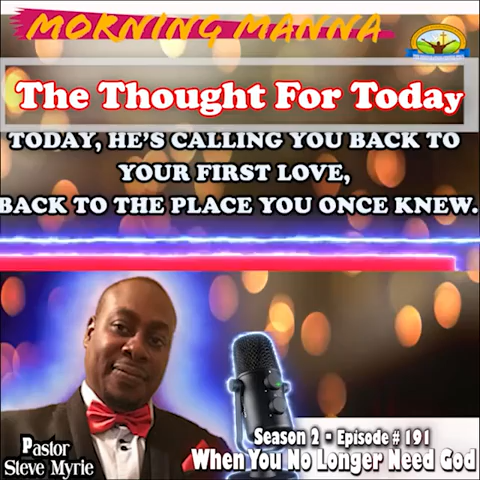 MORNING MANNA
The Thought For Today
TODAY, HE'S CALLING YOU BACK TO
YOUR FIRST LOVE,
BACK TO THE PLACE YOU ONCE KNEW.
Pastor
Steve Myrie
Season 2 - Episode # 191
When You No Longer Need God